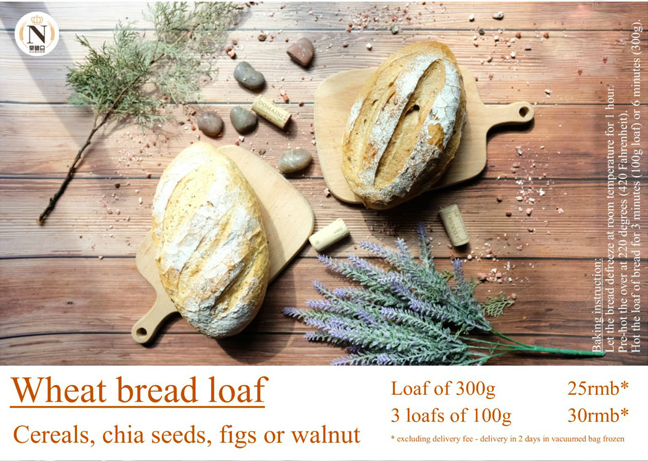 N
Baking instruction:
Let the bread defreeze at room temperature for 1 hour.
Pre-hot the over at 220 degrees (420 Fahrenheit),
Hot the loaf of bread for 3 minutes (100g loaf) or 6 minutes (300g).
Wheat bread loaf
Cereals, chia seeds, figs or walnut
Loaf of 300g 25rmb*
3 loafs of 100g 30rmb*
* excluding delivery fee - delivery in 2 days in vacuumed bag frozen